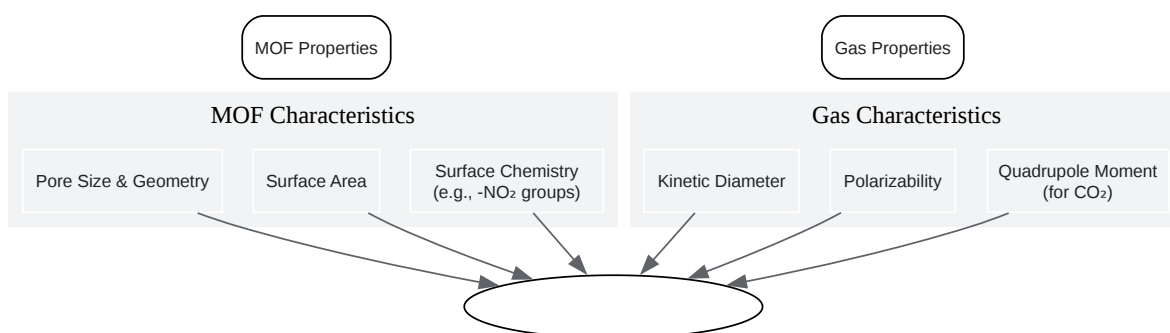 MOF Properties
Gas Properties
MOF Characteristics
Gas Characteristics
Pore Size & Geometry
Surface Area
Surface Chemistry
(e.g., -NO₂ groups)
Kinetic Diameter
Polarizability
Quadrupole Moment
(for CO₂)